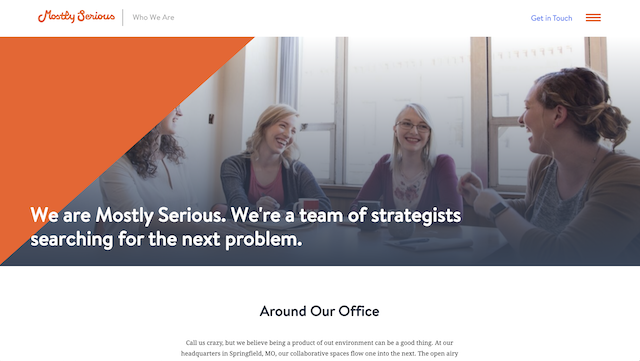 Mostly Serious
Who We Are
Get in Touch
We are Mostly Serious. We're a team of strategists
searching for the next problem.
Around Our Office
Call us crazy, but we believe being a product of out environment can be a good thing. At our
headquarters in Springfield, MO, our collaborative spaces flow one into the next. The open airy